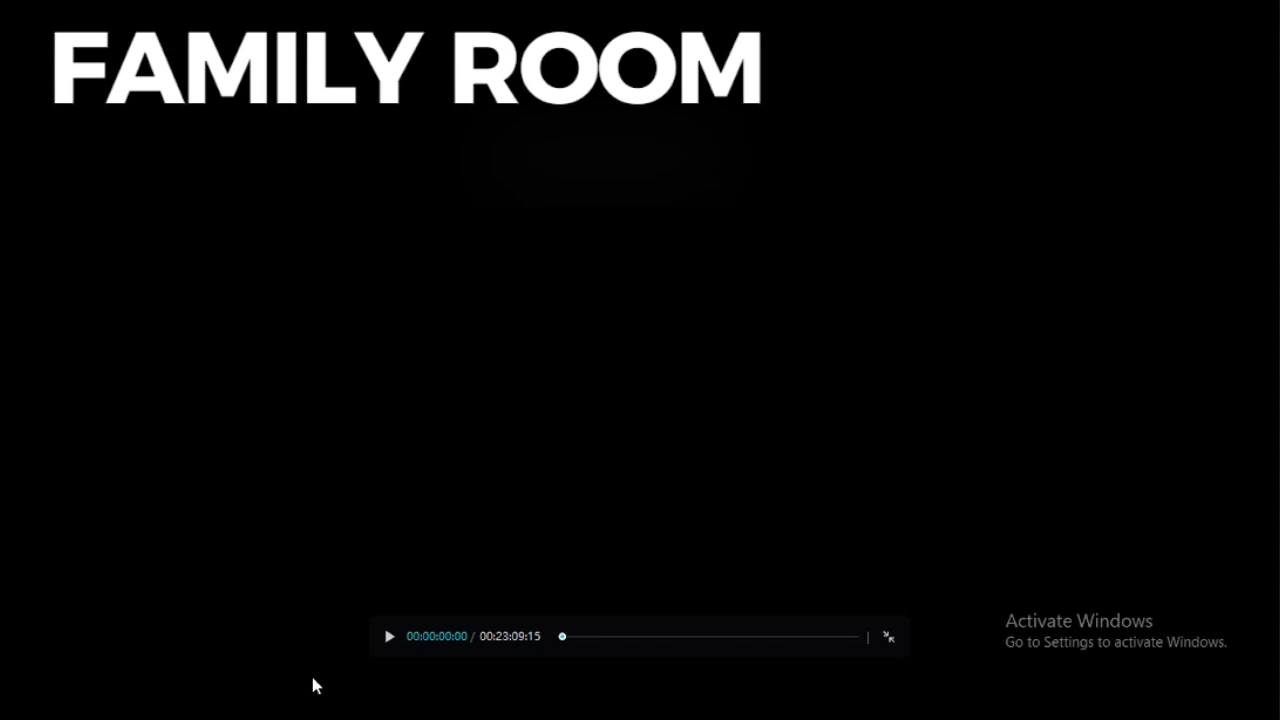 FAMILY ROOM
00:00:00:00 / 00:23:09:15
Activate Windows
Go to Settings to activate Windows.